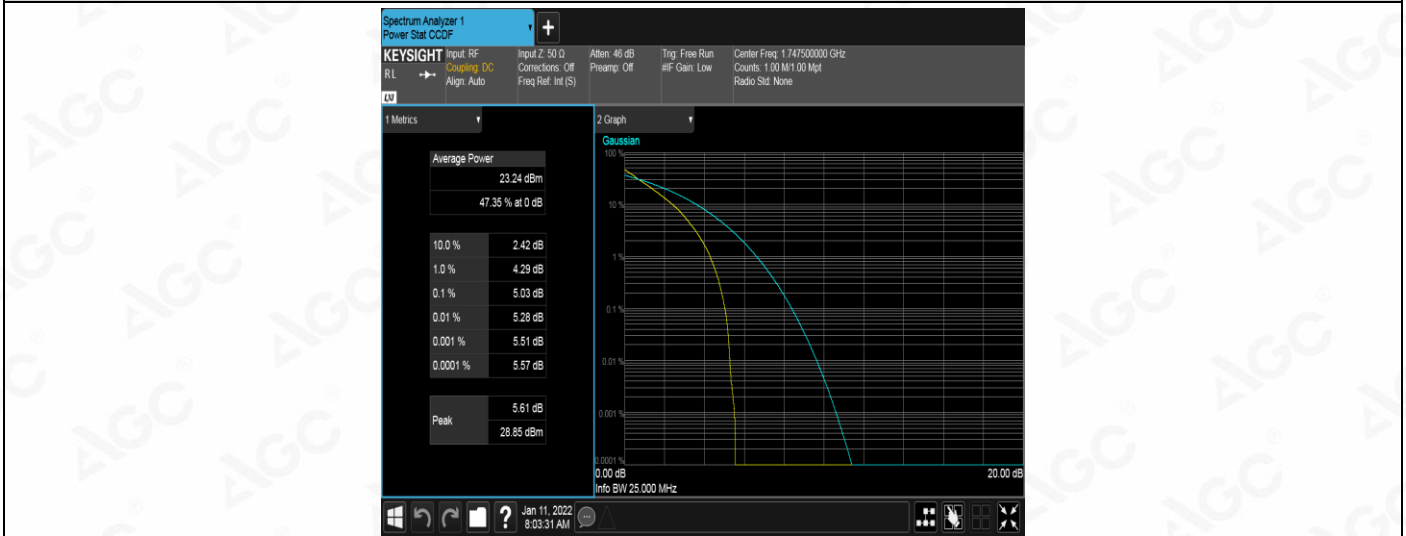 Spectrum Analyzer 1
Power Stat CCDF
+
KEYSIGHT
RL
LXI
Input: RF
Coupling: DC
Align: Auto
Input Z: 50 Ω
Corrections: Off
Freq Ref: Int (S)
Atten: 46 dB
Preamp: Off
Trig: Free Run
#IF Gain: Low
Center Freq: 1.747500000 GHz
Counts: 1.00 M/1.00 Mpt
Radio Std: None
1 Metrics
Average Power
23.24 dBm
47.35 % at 0 dB
10.0 % 2.42 dB
1.0 % 4.29 dB
0.1 % 5.03 dB
0.01 % 5.28 dB
0.001 % 5.51 dB
0.0001 % 5.57 dB
Peak
5.61 dB
28.85 dBm
2 Graph
Gaussian
100 %
10 %
1 %
0.1 %
0.01 %
0.001 %
0.0001 %
0.00 dB 20.00 dB
Info BW 25.000 MHz
? Jan 11, 2022
8:03:31 AM
AGC